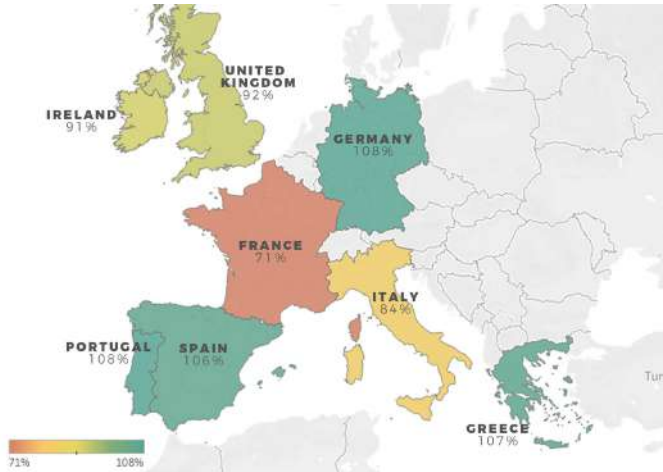 UNITED
KINGDOM
92%
IRELAND
91%
GERMANY
108%
FRANCE
71%
ITALY
84%
PORTUGAL
108%
SPAIN
106%
Tur
GREECE
107%
71%
108%